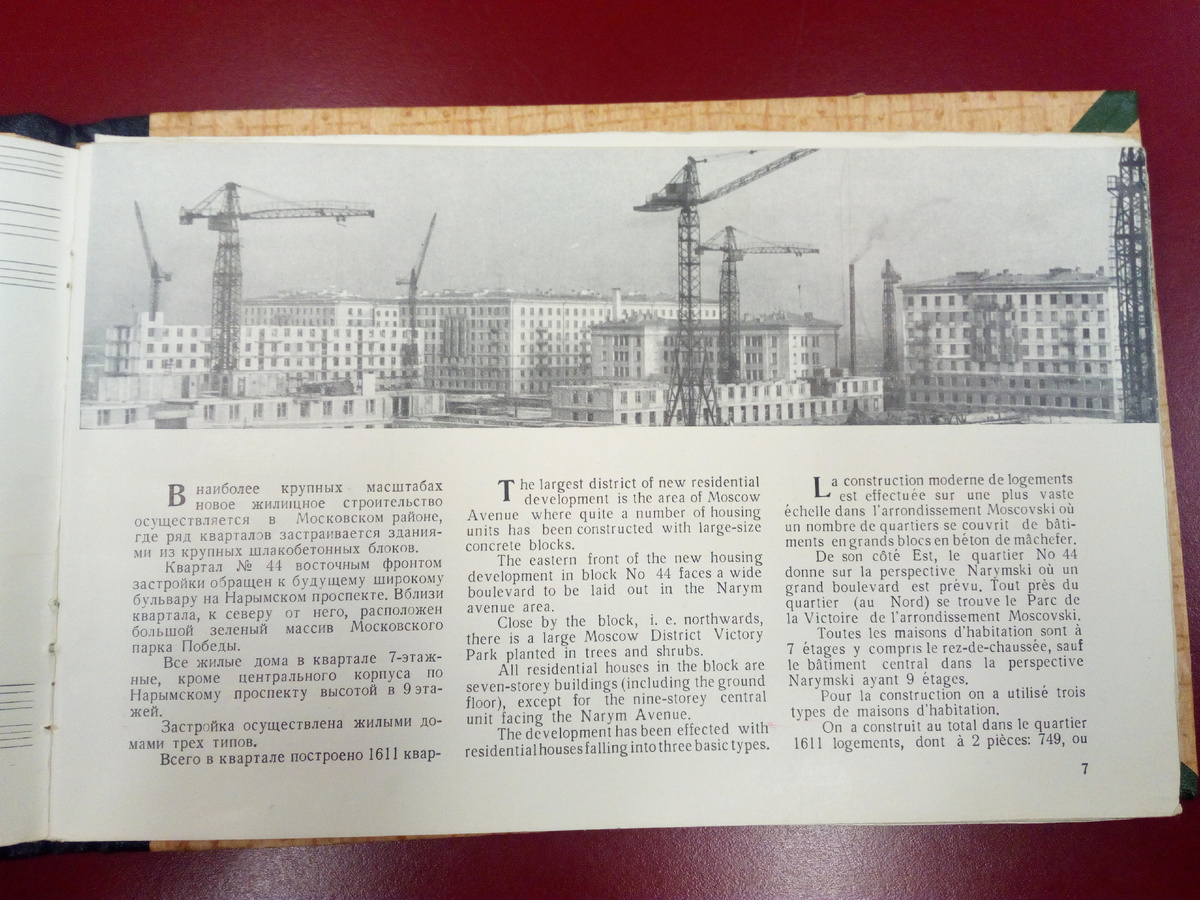 В наиболее крупных масштабах
новое жилищное строительство
осуществляется в Московском районе,
где ряд кварталов застраивается здания-
ми из крупных шлакобетонных блоков.
Квартал № 44 восточным фронтом
застройки обращен к будущему широкому
бульвару на Нарымском проспекте. Вблизи
квартала, к северу от него, расположен
большой зеленый массив Московского
парка Победы.
Все жилые дома в квартале 7-этаж-
ные, кроме центрального корпуса по
Нарымскому проспекту высотой в 9 эта-
жей.
Застройка осуществлена жилыми до-
мами трех типов.
Всего в квартале построено 1611 квар-
The largest district of new residential
development is the area of Moscow
Avenue where quite a number of housing
units has been constructed with large-size
concrete blocks.
The eastern front of the new housing
development in block No 44 faces a wide
boulevard to be laid out in the Narym
avenue area.
Close by the block, i. e. northwards,
there is a large Moscow District Victory
Park planted in trees and shrubs.
All residential houses in the block are
seven-storey buildings (including the ground
floor), except for the nine-storey central
unit facing the Narym Avenue.
The development has been effected with
residential houses falling into three basic types.
La construction moderne de logements
est effectuée sur une plus vaste
échelle dans l'arrondissement Moscovski où
un nombre de quartiers se couvrit de bâti-
ments en grands blocs en béton de mâchefer.
De son côté Est, le quartier No 44
donne sur la perspective Narymski où un
grand boulevard est prévu. Tout près du
quartier (au Nord) se trouve le Parc de
la Victoire de l'arrondissement Moscovski.
Toutes les maisons d'habitation sont à
7 étages y compris le rez-de-chaussée, sauf
le bâtiment central dans la perspective
Narymski ayant 9 étages.
Pour la construction on a utilisé trois
types de maisons d'habitation.
On a construit au total dans le quartier
1611 logements, dont à 2 pièces: 749, ou
7